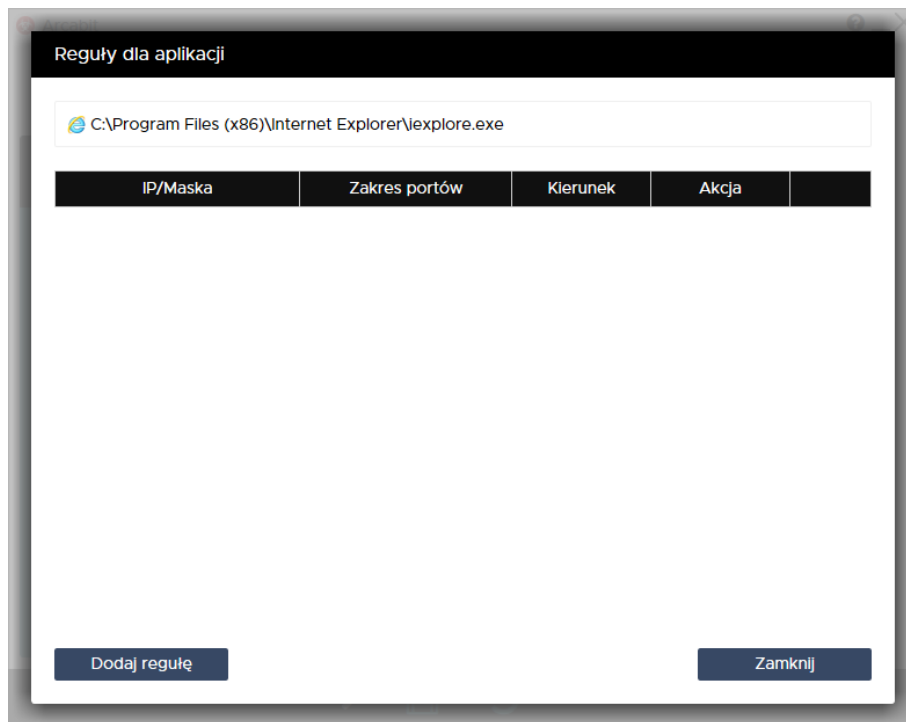 Arcabit
Reguły dla aplikacji
C:\Program Files (x86)\Internet Explorer\iexplore.exe
IP/Maska Zakres portów Kierunek Akcja
Dodaj regułę Zamknij